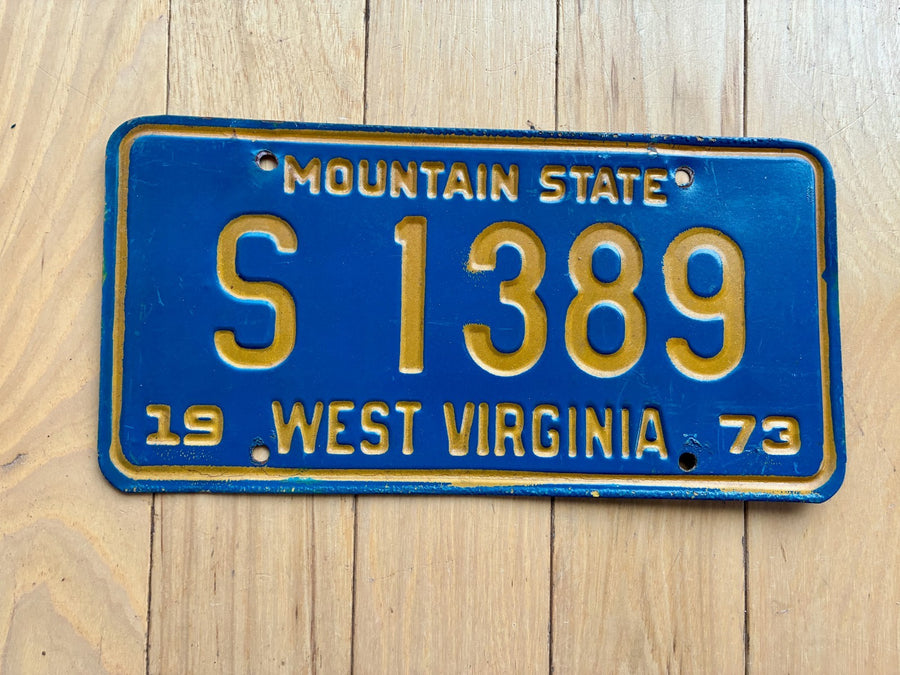 MOUNTAIN STATE
S 1389
19 WEST VIRGINIA 73